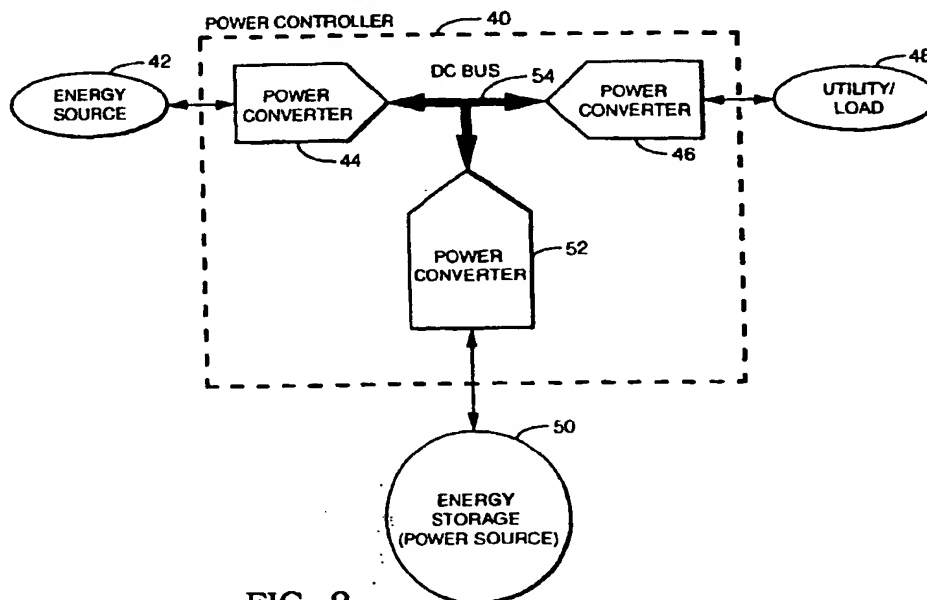 POWER CONTROLLER
40
42
ENERGY
SOURCE
POWER
CONVERTER
44
DC BUS
54
POWER
CONVERTER
46
48
UTILITY/
LOAD
POWER
CONVERTER
52
50
ENERGY
STORAGE
(POWER SOURCE)